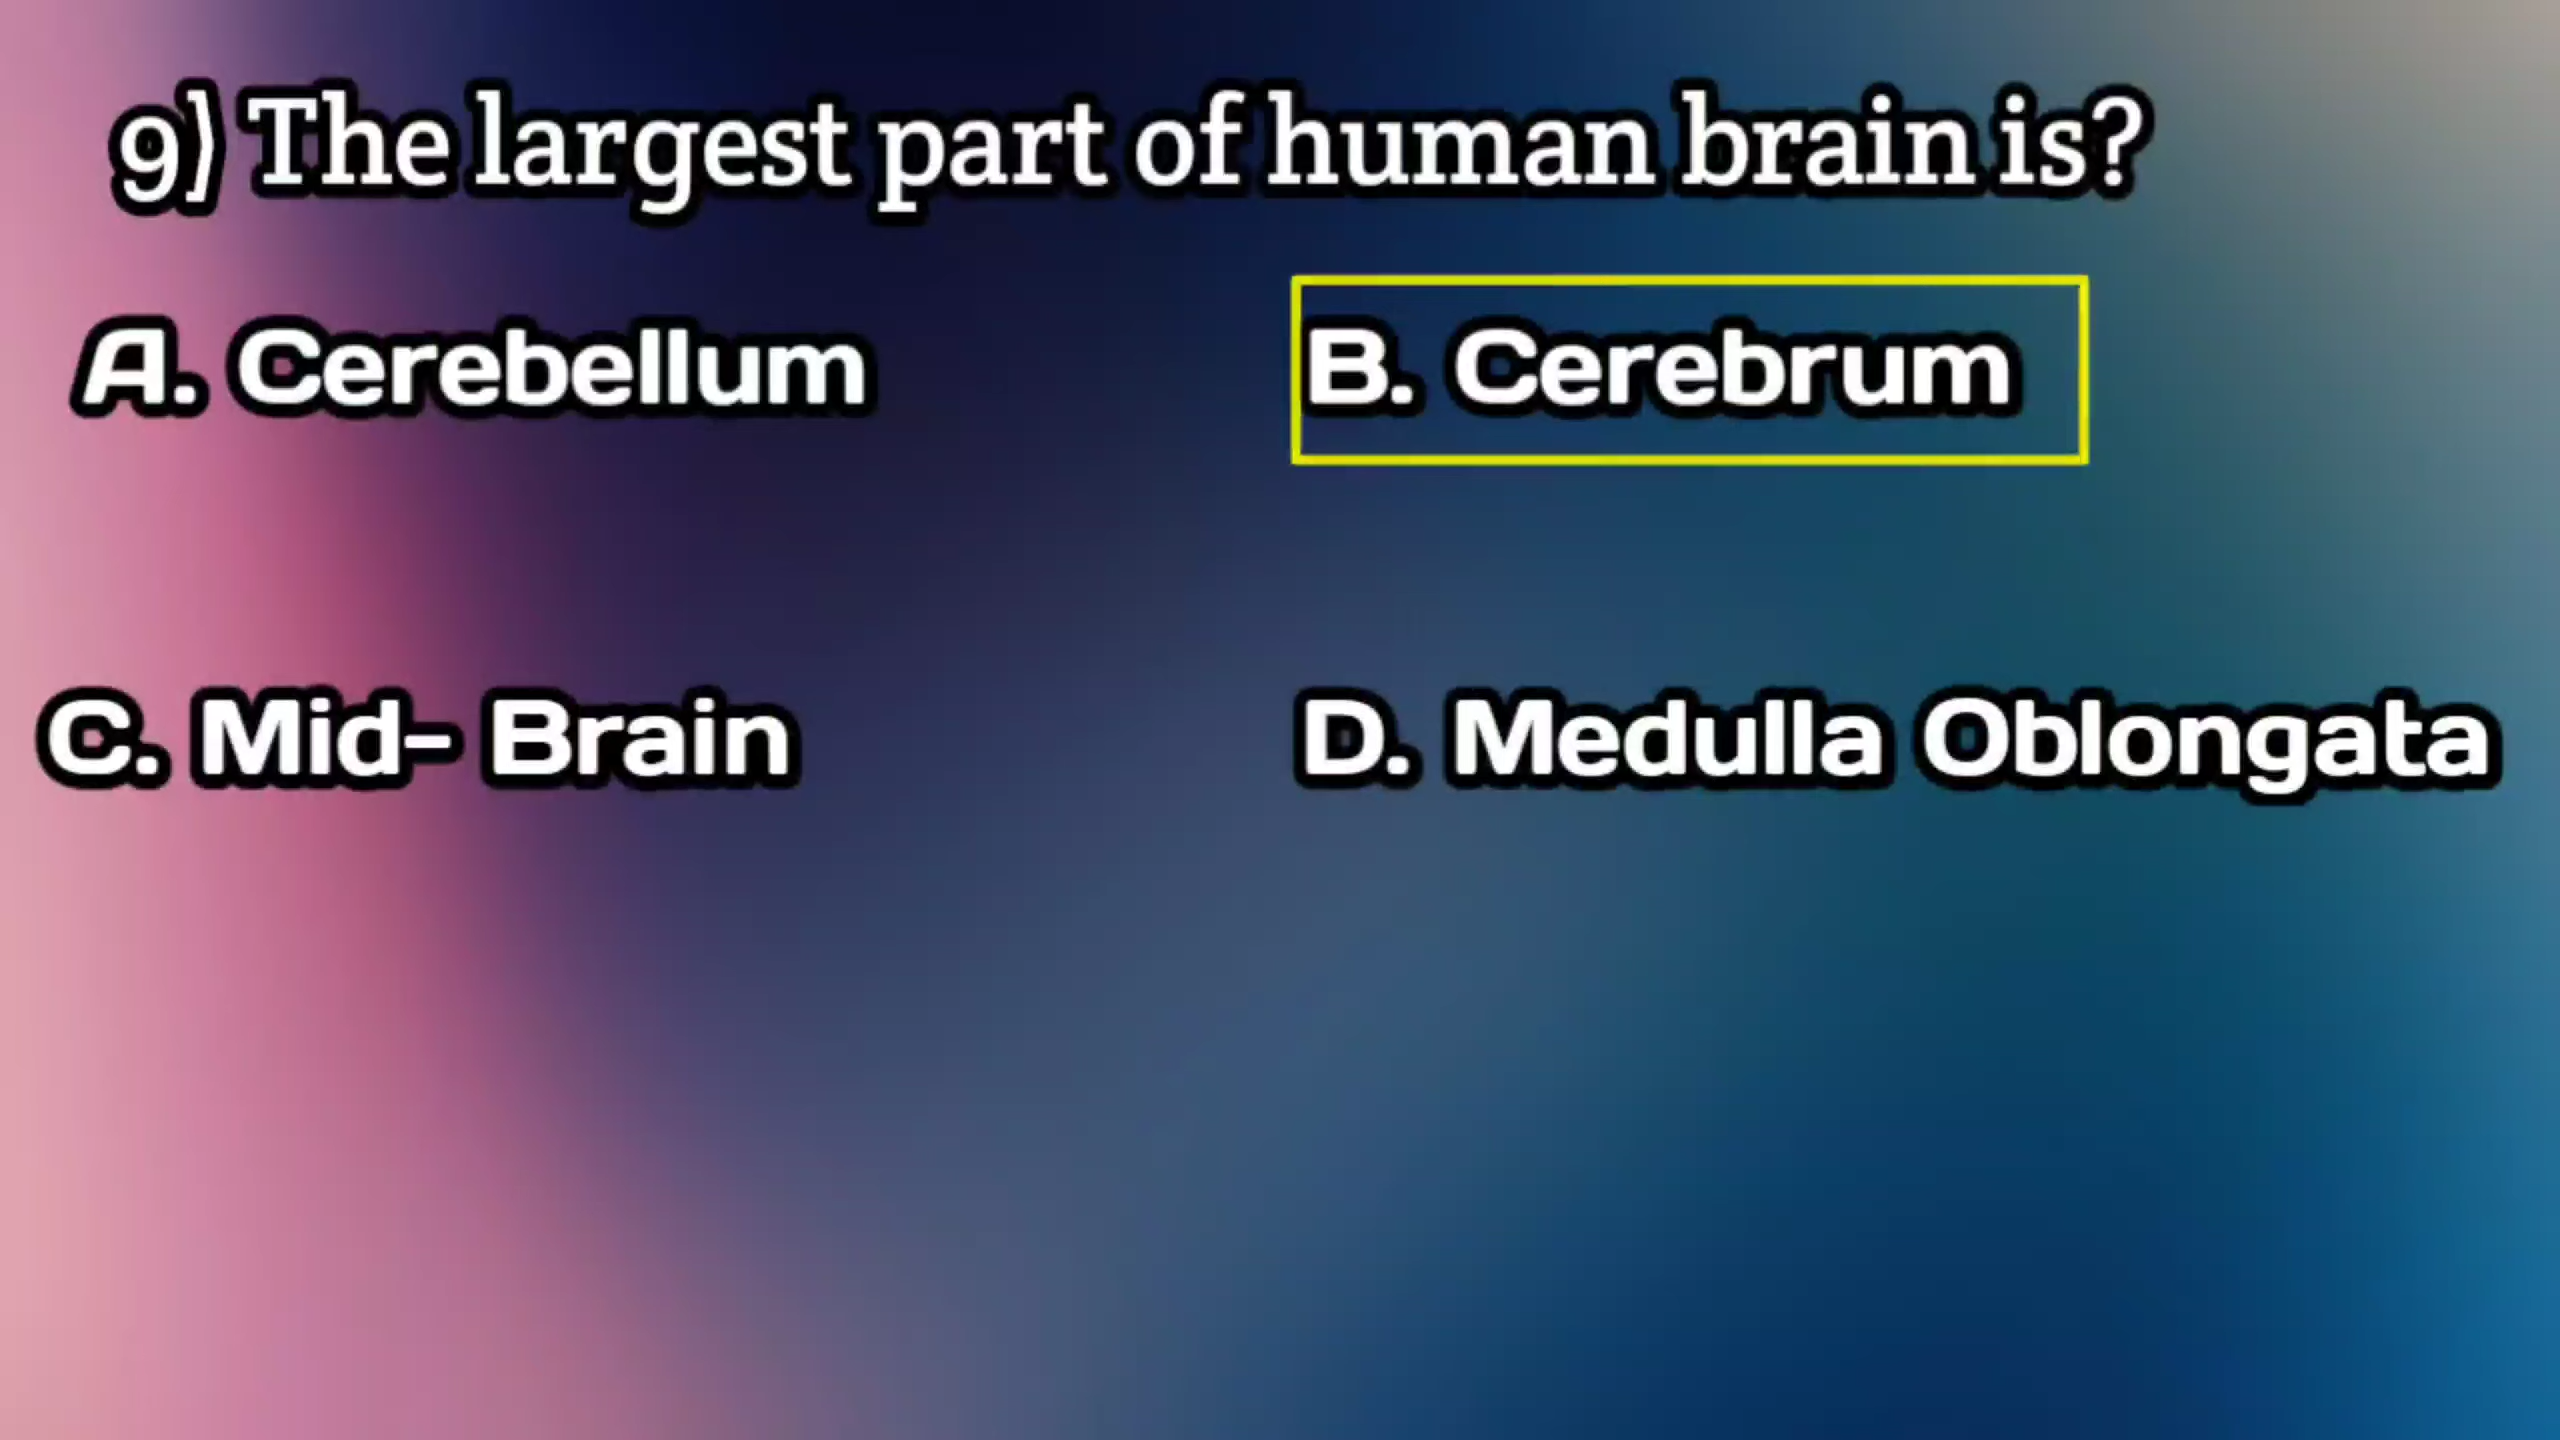 9) The largest part of human brain is?
A. Cerebellum
B. Cerebrum
C. Mid- Brain
D. Medulla Oblongata